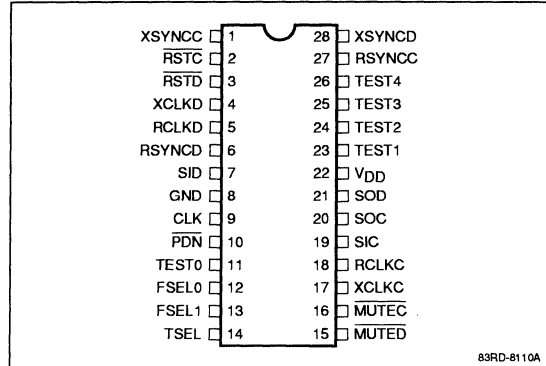 XSYNCC 1 28 XSYNCD
RSTC 2 27 RSYNCC
RSTD 3 26 TEST4
XCLKD 4 25 TEST3
RCLKD 5 24 TEST2
RSYNCD 6 23 TEST1
SID 7 22 VDD
GND 8 21 SOD
CLK 9 20 SOC
PDN 10 19 SIC
TEST0 11 18 RCLKC
FSEL0 12 17 XCLKC
FSEL1 13 16 MUTEC
TSEL 14 15 MUTED
83RD-8110A